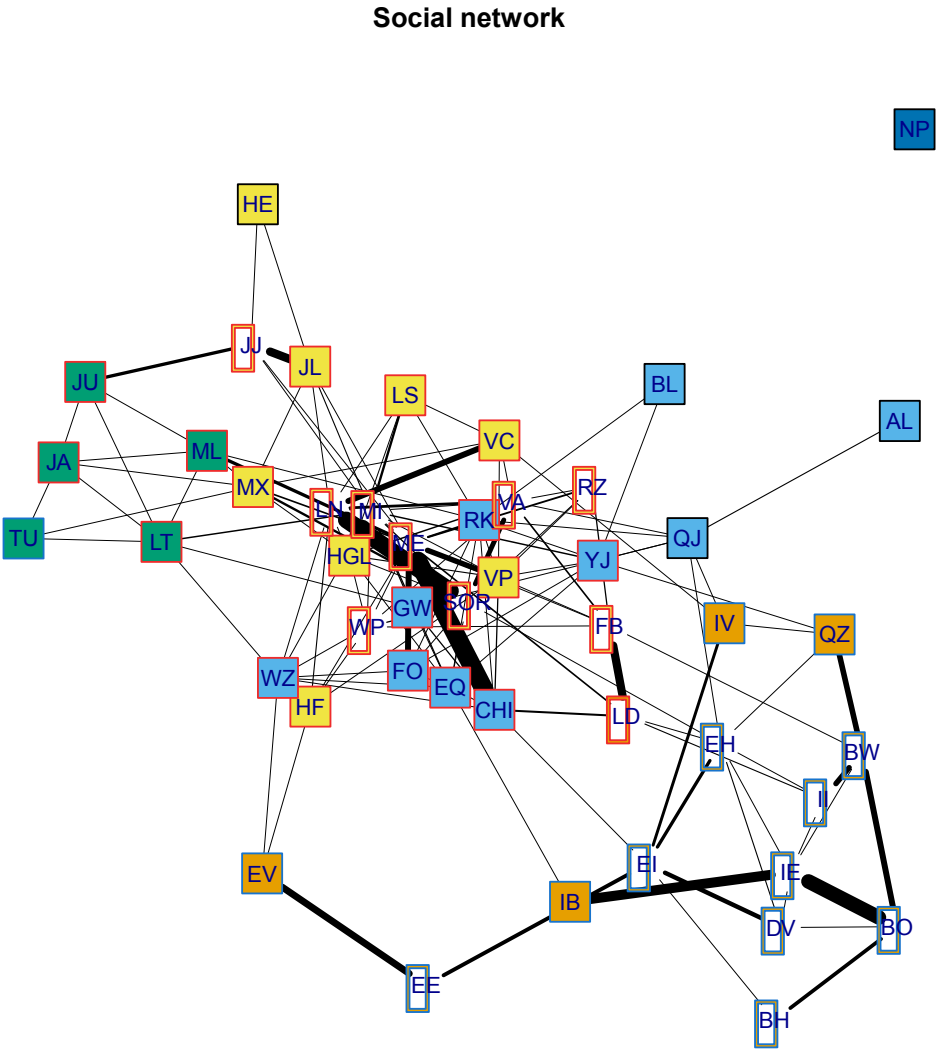 Social network
NP
HE
JJ
JL
JU
BL
LS
AL
VC
ML
JA
MX
RZ
VA
LN
MI
RK
TU
LT
QJ
ME
HGL
YJ
VP
SOR
GW
IV
FB
WP
QZ
FO
WZ
EQ
HF
CHI
LD
EH
BW
II
EI
IE
EV
IB
DV
BO
EE
BH